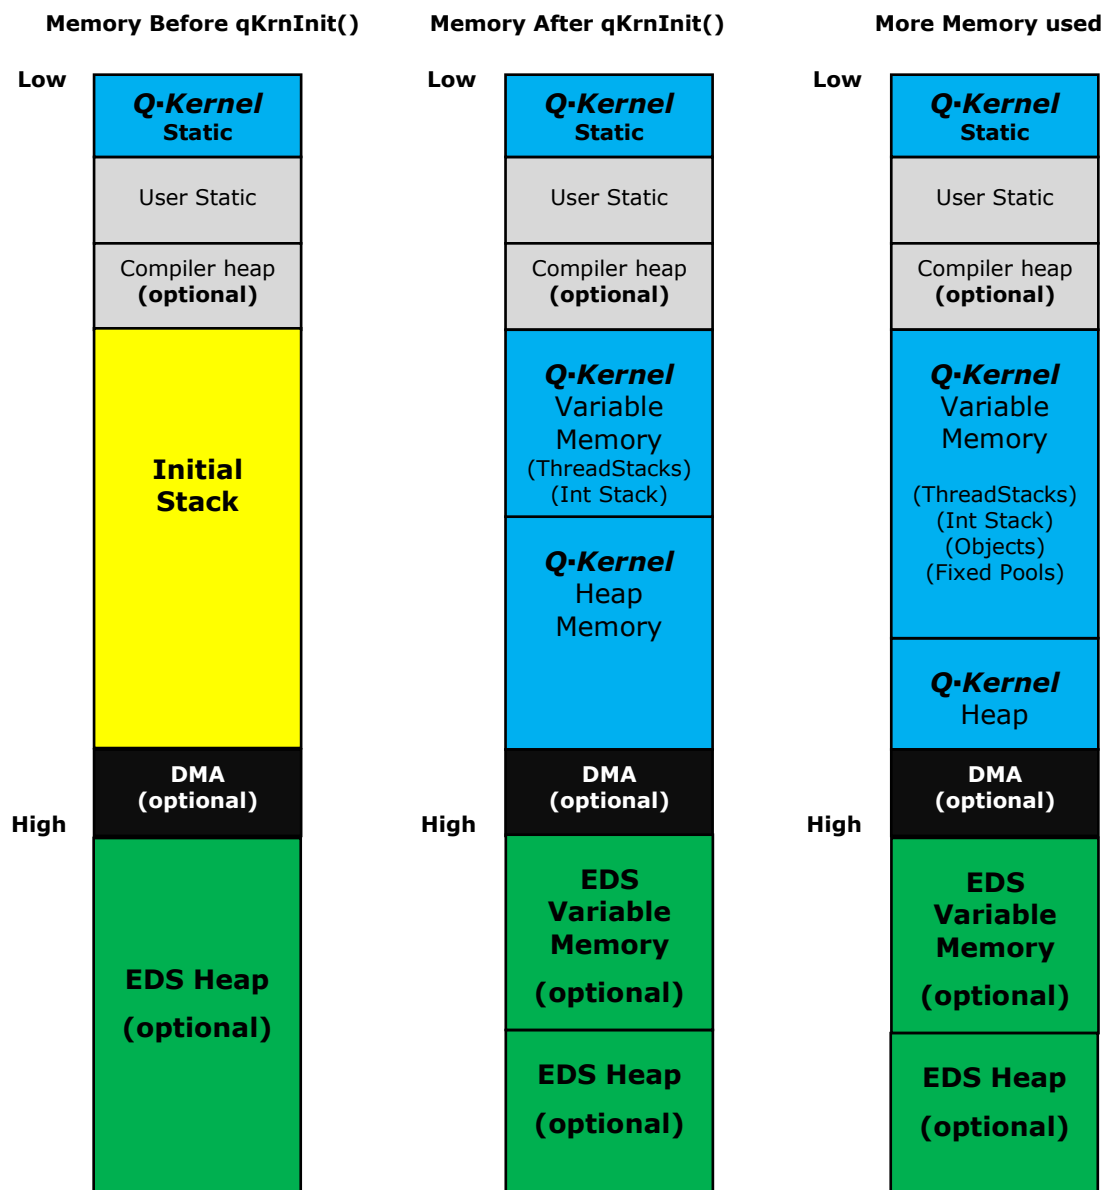 Memory Before qKrnInit()
Low
Q·Kernel
Static
User Static
Compiler heap
(optional)
Initial
Stack
DMA
(optional)
High
EDS Heap
(optional)
Memory After qKrnInit()
Low
Q·Kernel
Static
User Static
Compiler heap
(optional)
Q·Kernel
Variable
Memory
(ThreadStacks)
(Int Stack)
Q·Kernel
Heap
Memory
DMA
(optional)
High
EDS
Variable
Memory
(optional)
EDS Heap
(optional)
More Memory used
Low
Q·Kernel
Static
User Static
Compiler heap
(optional)
Q·Kernel
Variable
Memory
(ThreadStacks)
(Int Stack)
(Objects)
(Fixed Pools)
Q·Kernel
Heap
DMA
(optional)
High
EDS
Variable
Memory
(optional)
EDS Heap
(optional)